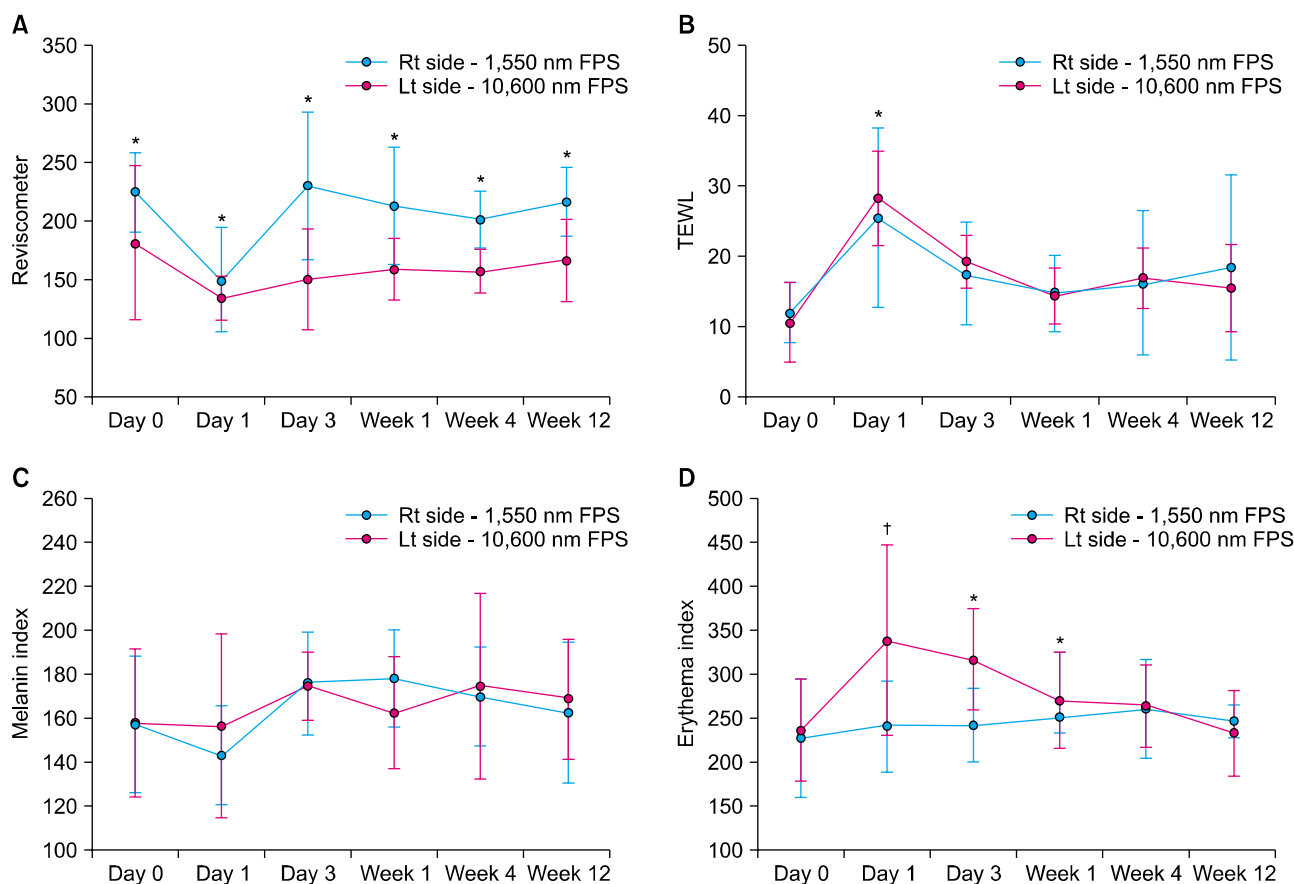 A
350
300
250
200
150
100
50
Reviscometer
Rt side - 1,550 nm FPS
Lt side - 10,600 nm FPS
* * * * * *
Day 0 Day 1 Day 3 Week 1 Week 4 Week 12
B
50
40
30
20
10
0
TEWL
Rt side - 1,550 nm FPS
Lt side - 10,600 nm FPS
*
Day 0 Day 1 Day 3 Week 1 Week 4 Week 12
C
260
240
220
200
180
160
140
120
100
Melanin index
Rt side - 1,550 nm FPS
Lt side - 10,600 nm FPS
Day 0 Day 1 Day 3 Week 1 Week 4 Week 12
D
500
450
400
350
300
250
200
150
100
Erythema index
Rt side - 1,550 nm FPS
Lt side - 10,600 nm FPS
† * *
Day 0 Day 1 Day 3 Week 1 Week 4 Week 12